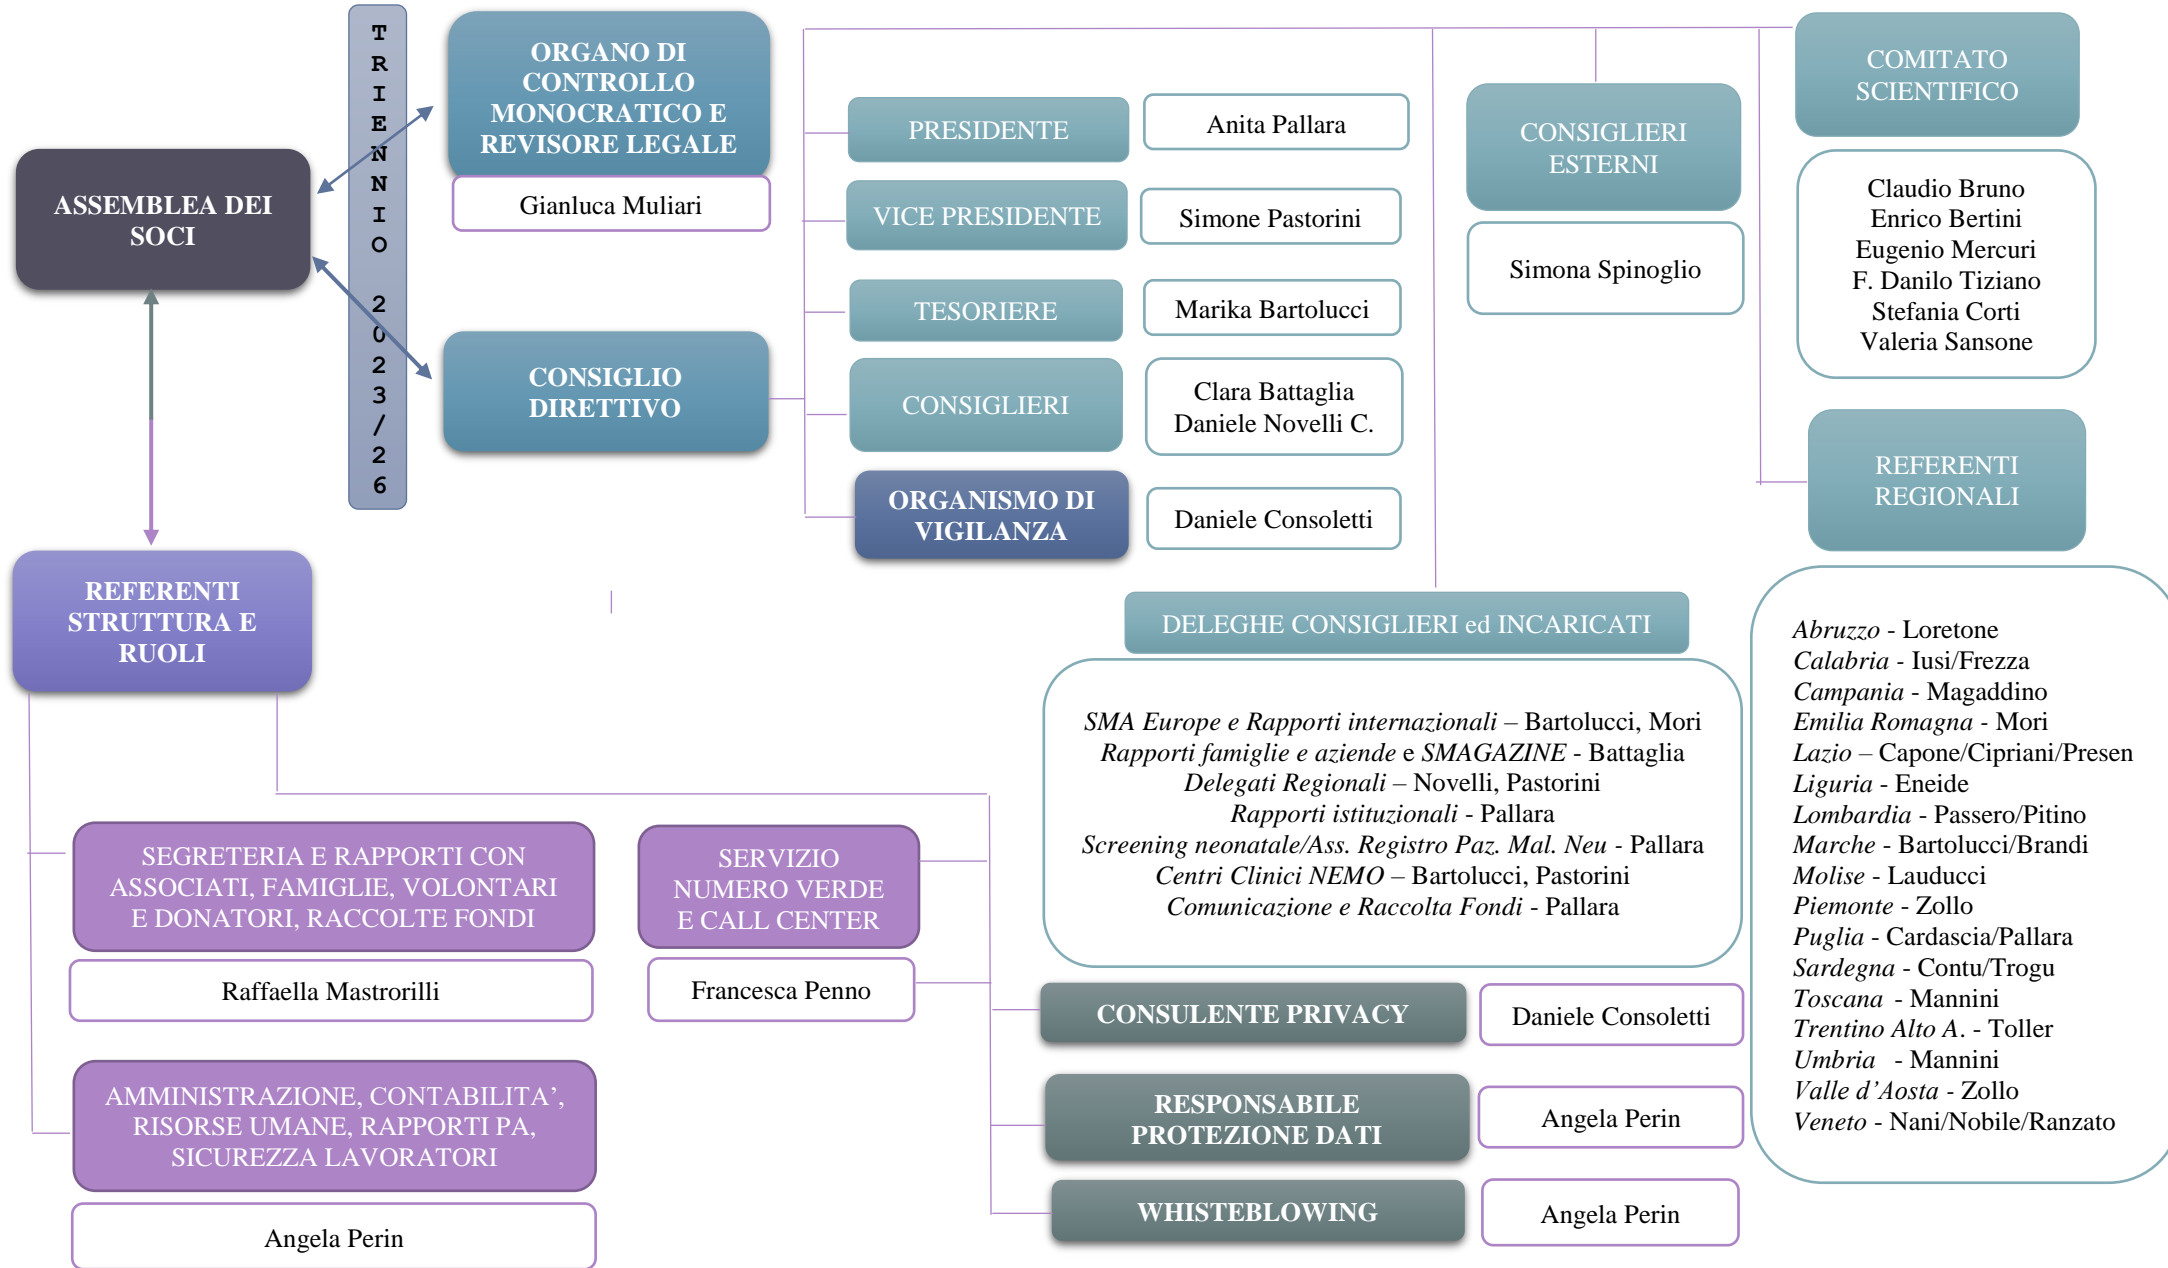 TRIENNIO 2023/26
ASSEMBLEA DEI
SOCI
ORGANO DI
CONTROLLO
MONOCRATICO E
REVISORE LEGALE
Gianluca Muliari
CONSIGLIO
DIRETTIVO
PRESIDENTE
Anita Pallara
VICE PRESIDENTE
Simone Pastorini
TESORIERE
Marika Bartolucci
CONSIGLIERI
Clara Battaglia
Daniele Novelli C.
ORGANISMO DI
VIGILANZA
Daniele Consoletti
CONSIGLIERI
ESTERNI
Simona Spinoglio
COMITATO
SCIENTIFICO
Claudio Bruno
Enrico Bertini
Eugenio Mercuri
F. Danilo Tiziano
Stefania Corti
Valeria Sansone
REFERENTI
REGIONALI
Abruzzo - Loretone
Calabria - Iusi/Frezza
Campania - Magaddino
Emilia Romagna - Mori
Lazio – Capone/Cipriani/Presen
Liguria - Eneide
Lombardia - Passero/Pitino
Marche - Bartolucci/Brandi
Molise - Lauducci
Piemonte - Zollo
Puglia - Cardascia/Pallara
Sardegna - Contu/Trogu
Toscana - Mannini
Trentino Alto A. - Toller
Umbria - Mannini
Valle d’Aosta - Zollo
Veneto - Nani/Nobile/Ranzato
DELEGHE CONSIGLIERI ed INCARICATI
SMA Europe e Rapporti internazionali – Bartolucci, Mori
Rapporti famiglie e aziende e SMAGAZINE - Battaglia
Delegati Regionali – Novelli, Pastorini
Rapporti istituzionali - Pallara
Screening neonatale/Ass. Registro Paz. Mal. Neu - Pallara
Centri Clinici NEMO – Bartolucci, Pastorini
Comunicazione e Raccolta Fondi - Pallara
REFERENTI
STRUTTURA E
RUOLI
SEGRETERIA E RAPPORTI CON
ASSOCIATI, FAMIGLIE, VOLONTARI
E DONATORI, RACCOLTE FONDI
Raffaella Mastrorilli
SERVIZIO
NUMERO VERDE
E CALL CENTER
Francesca Penno
AMMINISTRAZIONE, CONTABILITA’,
RISORSE UMANE, RAPPORTI PA,
SICUREZZA LAVORATORI
Angela Perin
CONSULENTE PRIVACY
Daniele Consoletti
RESPONSABILE
PROTEZIONE DATI
Angela Perin
WHISTEBLOWING
Angela Perin